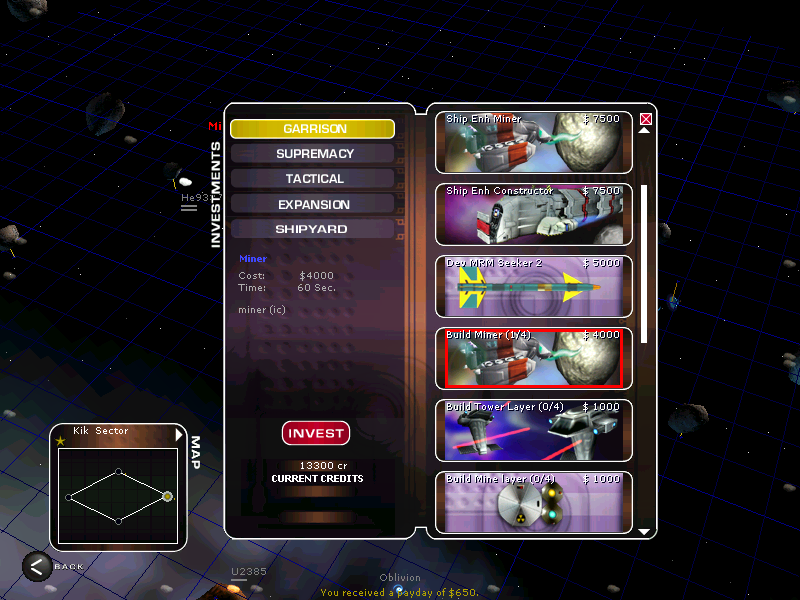 Mi
INVESTMENTS
GARRISON
SUPREMACY
TACTICAL
EXPANSION
SHIPYARD
Miner
Cost: $4000
Time: 60 Sec.
miner (ic)
INVEST
13300 cr
CURRENT CREDITS
Ship Enh Miner $ 7500
Ship Enh Constructor $ 7500
Dev MRM Seeker 2 $ 5000
Build Miner (1/4) $ 4000
Build Tower Layer (0/4) $ 1000
Build Mine layer (0/4) $ 1000
Kik Sector
MAP
BACK
U2385
Oblivion
You received a payday of $650.